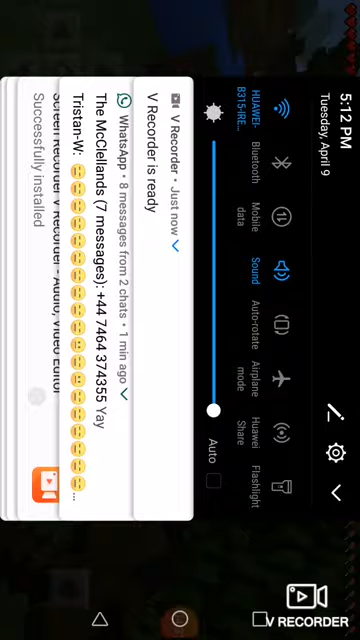 5:12 PM
Tuesday, April 9
HUAWEI-
B315-iRE...
Bluetooth
Mobile
data
Sound
Auto-rotate
Airplane
mode
Huawei
Share
Flashlight
Auto
V Recorder • Just now
V Recorder is ready
WhatsApp • 8 messages from 2 chats • 1 min ago
The McClellands (7 messages): +44 7464 374355 Yay
Tristan-W: 😑😑😑😑😑😑😑😑😑😑😑😑😑😑😑😑😑😑...
Screen Recorder V Recorder - Audio, Video Editor
Successfully installed
V RECORDER